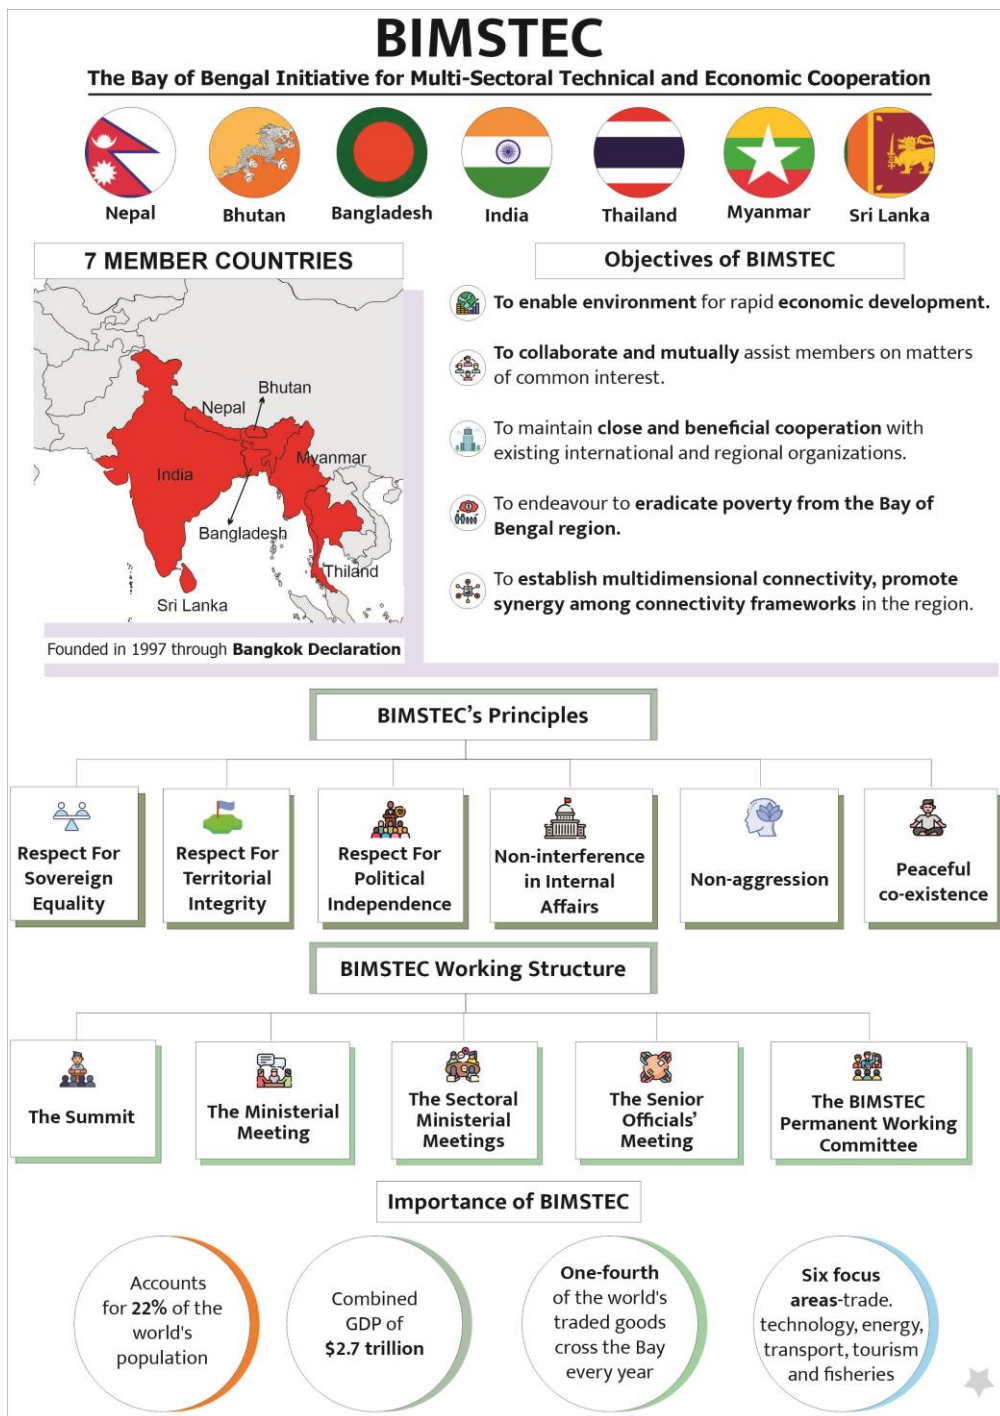 BIMSTEC
The Bay of Bengal Initiative for Multi-Sectoral Technical and Economic Cooperation
Nepal
Bhutan
Bangladesh
India
Thailand
Myanmar
Sri Lanka
7 MEMBER COUNTRIES
Bhutan
Nepal
Myanmar
India
Bangladesh
Thiland
Sri Lanka
Founded in 1997 through Bangkok Declaration
Objectives of BIMSTEC
To enable environment for rapid economic development.
To collaborate and mutually assist members on matters
of common interest.
To maintain close and beneficial cooperation with
existing international and regional organizations.
To endeavour to eradicate poverty from the Bay of
Bengal region.
To establish multidimensional connectivity, promote
synergy among connectivity frameworks in the region.
BIMSTEC's Principles
Respect For
Sovereign
Equality
Respect For
Territorial
Integrity
Respect For
Political
Independence
Non-interference
in Internal
Affairs
Non-aggression
Peaceful
co-existence
BIMSTEC Working Structure
The Summit
The Ministerial
Meeting
The Sectoral
Ministerial
Meetings
The Senior
Officials'
Meeting
The BIMSTEC
Permanent Working
Committee
Importance of BIMSTEC
Accounts
for 22% of the
world's
population
Combined
GDP of
$2.7 trillion
One-fourth
of the world's
traded goods
cross the Bay
every year
Six focus
areas-trade.
technology, energy,
transport, tourism
and fisheries